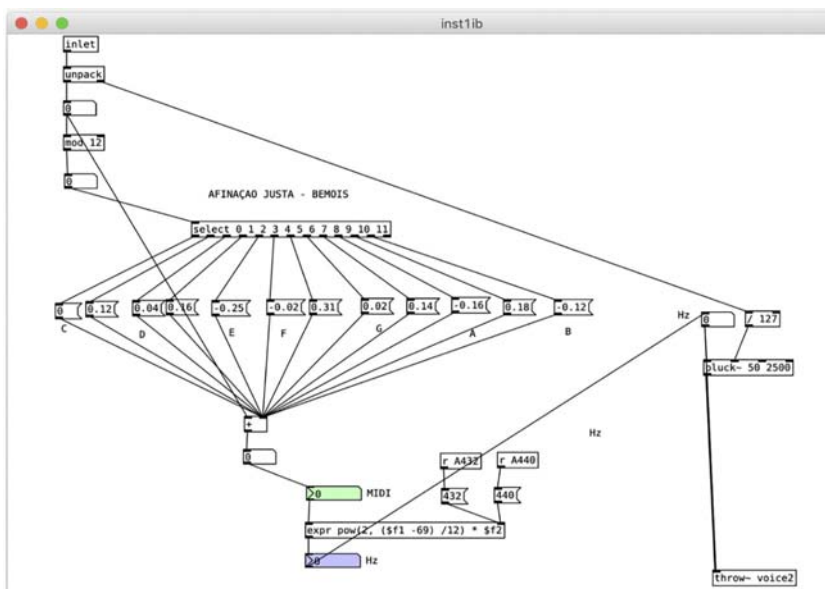 inst1ib
inlet
unpack
0
mod 12
0
AFINAÇAO JUSTA - BEMOIS
select 0 1 2 3 4 5 6 7 8 9 10 11
0 0.12 0.04 0.16 -0.25 -0.02 0.31 0.02 0.14 -0.16 0.18 -0.12
C D E F G A B
Hz 0 / 127
pluck~ 50 2500
+
0
Hz
r A432 r A440
0 MIDI 432 440
expr pow(2, ($f1 -69) /12) * $f2
0 Hz
throw~ voice2